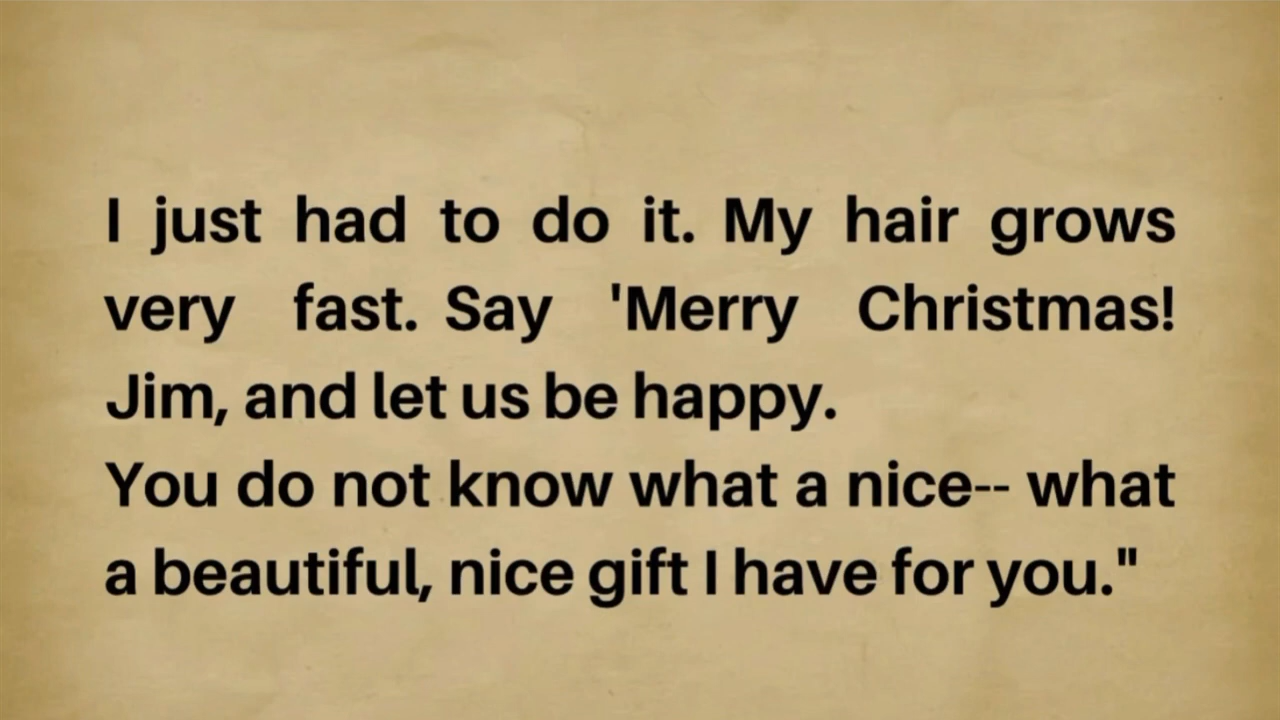 I just had to do it. My hair grows
very fast. Say 'Merry Christmas!
Jim, and let us be happy.
You do not know what a nice-- what
a beautiful, nice gift I have for you."